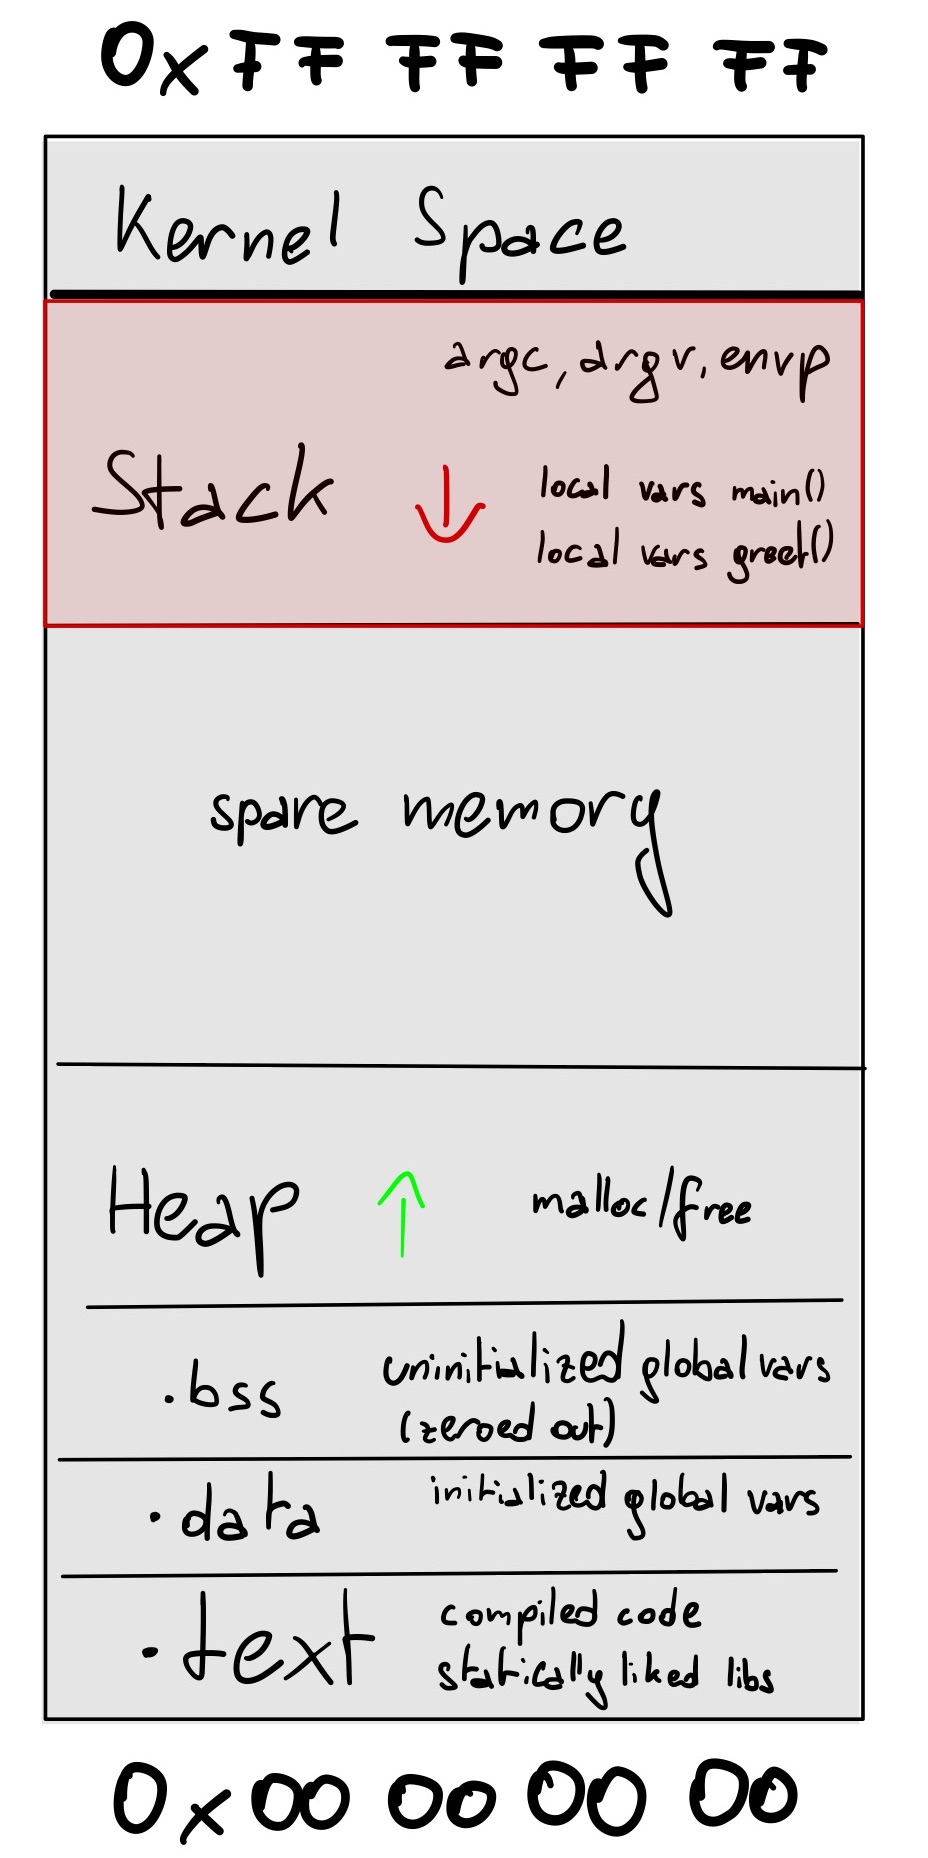 0x FF FF FF FF
Kernel Space
argc, argv, envp
Stack
local vars main()
local vars greet()
spare memory
Heap
malloc/free
.bss
uninitialized global vars
(zeroed out)
.data
initialized global vars
.text
compiled code
statically liked libs
0x 00 00 00 00